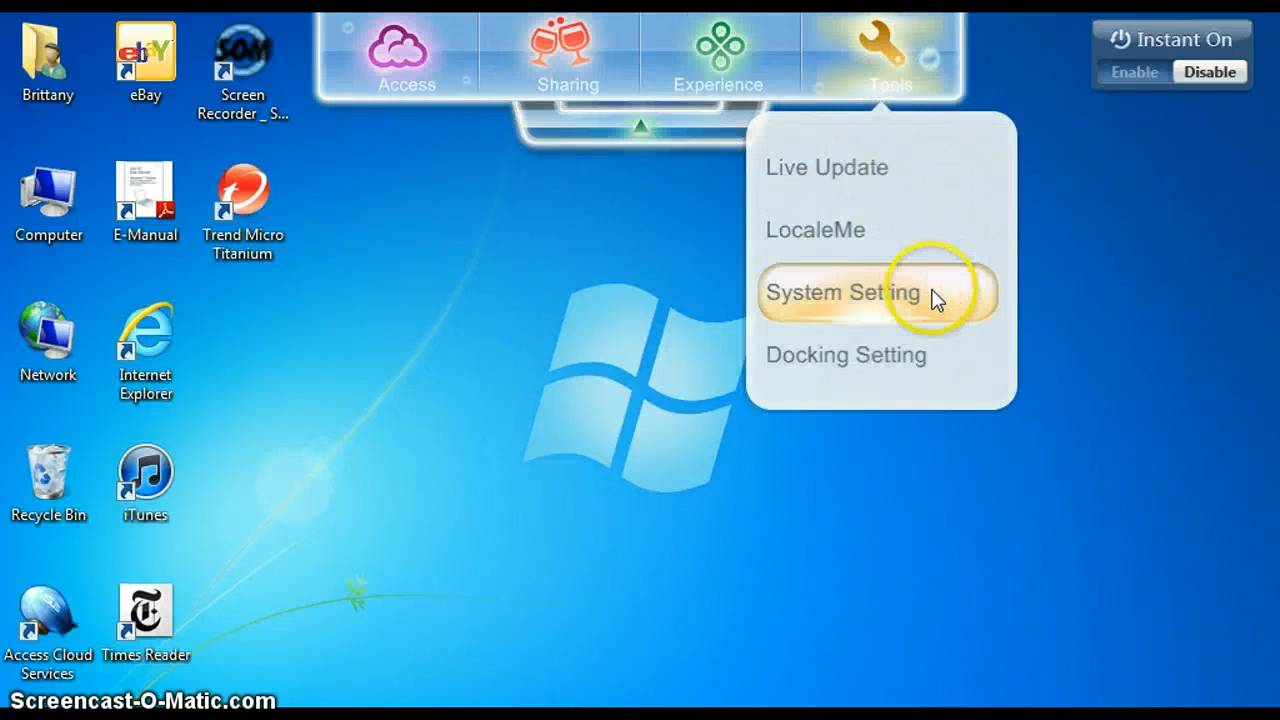 Access
Sharing
Experience
Tools
Instant On
Enable
Disable
Live Update
LocaleMe
System Setting
Docking Setting
Brittany
ebY
eBay
SOM
Screen
Recorder _ S...
Computer
E-Manual
Trend Micro
Titanium
Network
Internet
Explorer
Recycle Bin
iTunes
Access Cloud
Services
T
Times Reader
Screencast-O-Matic.com